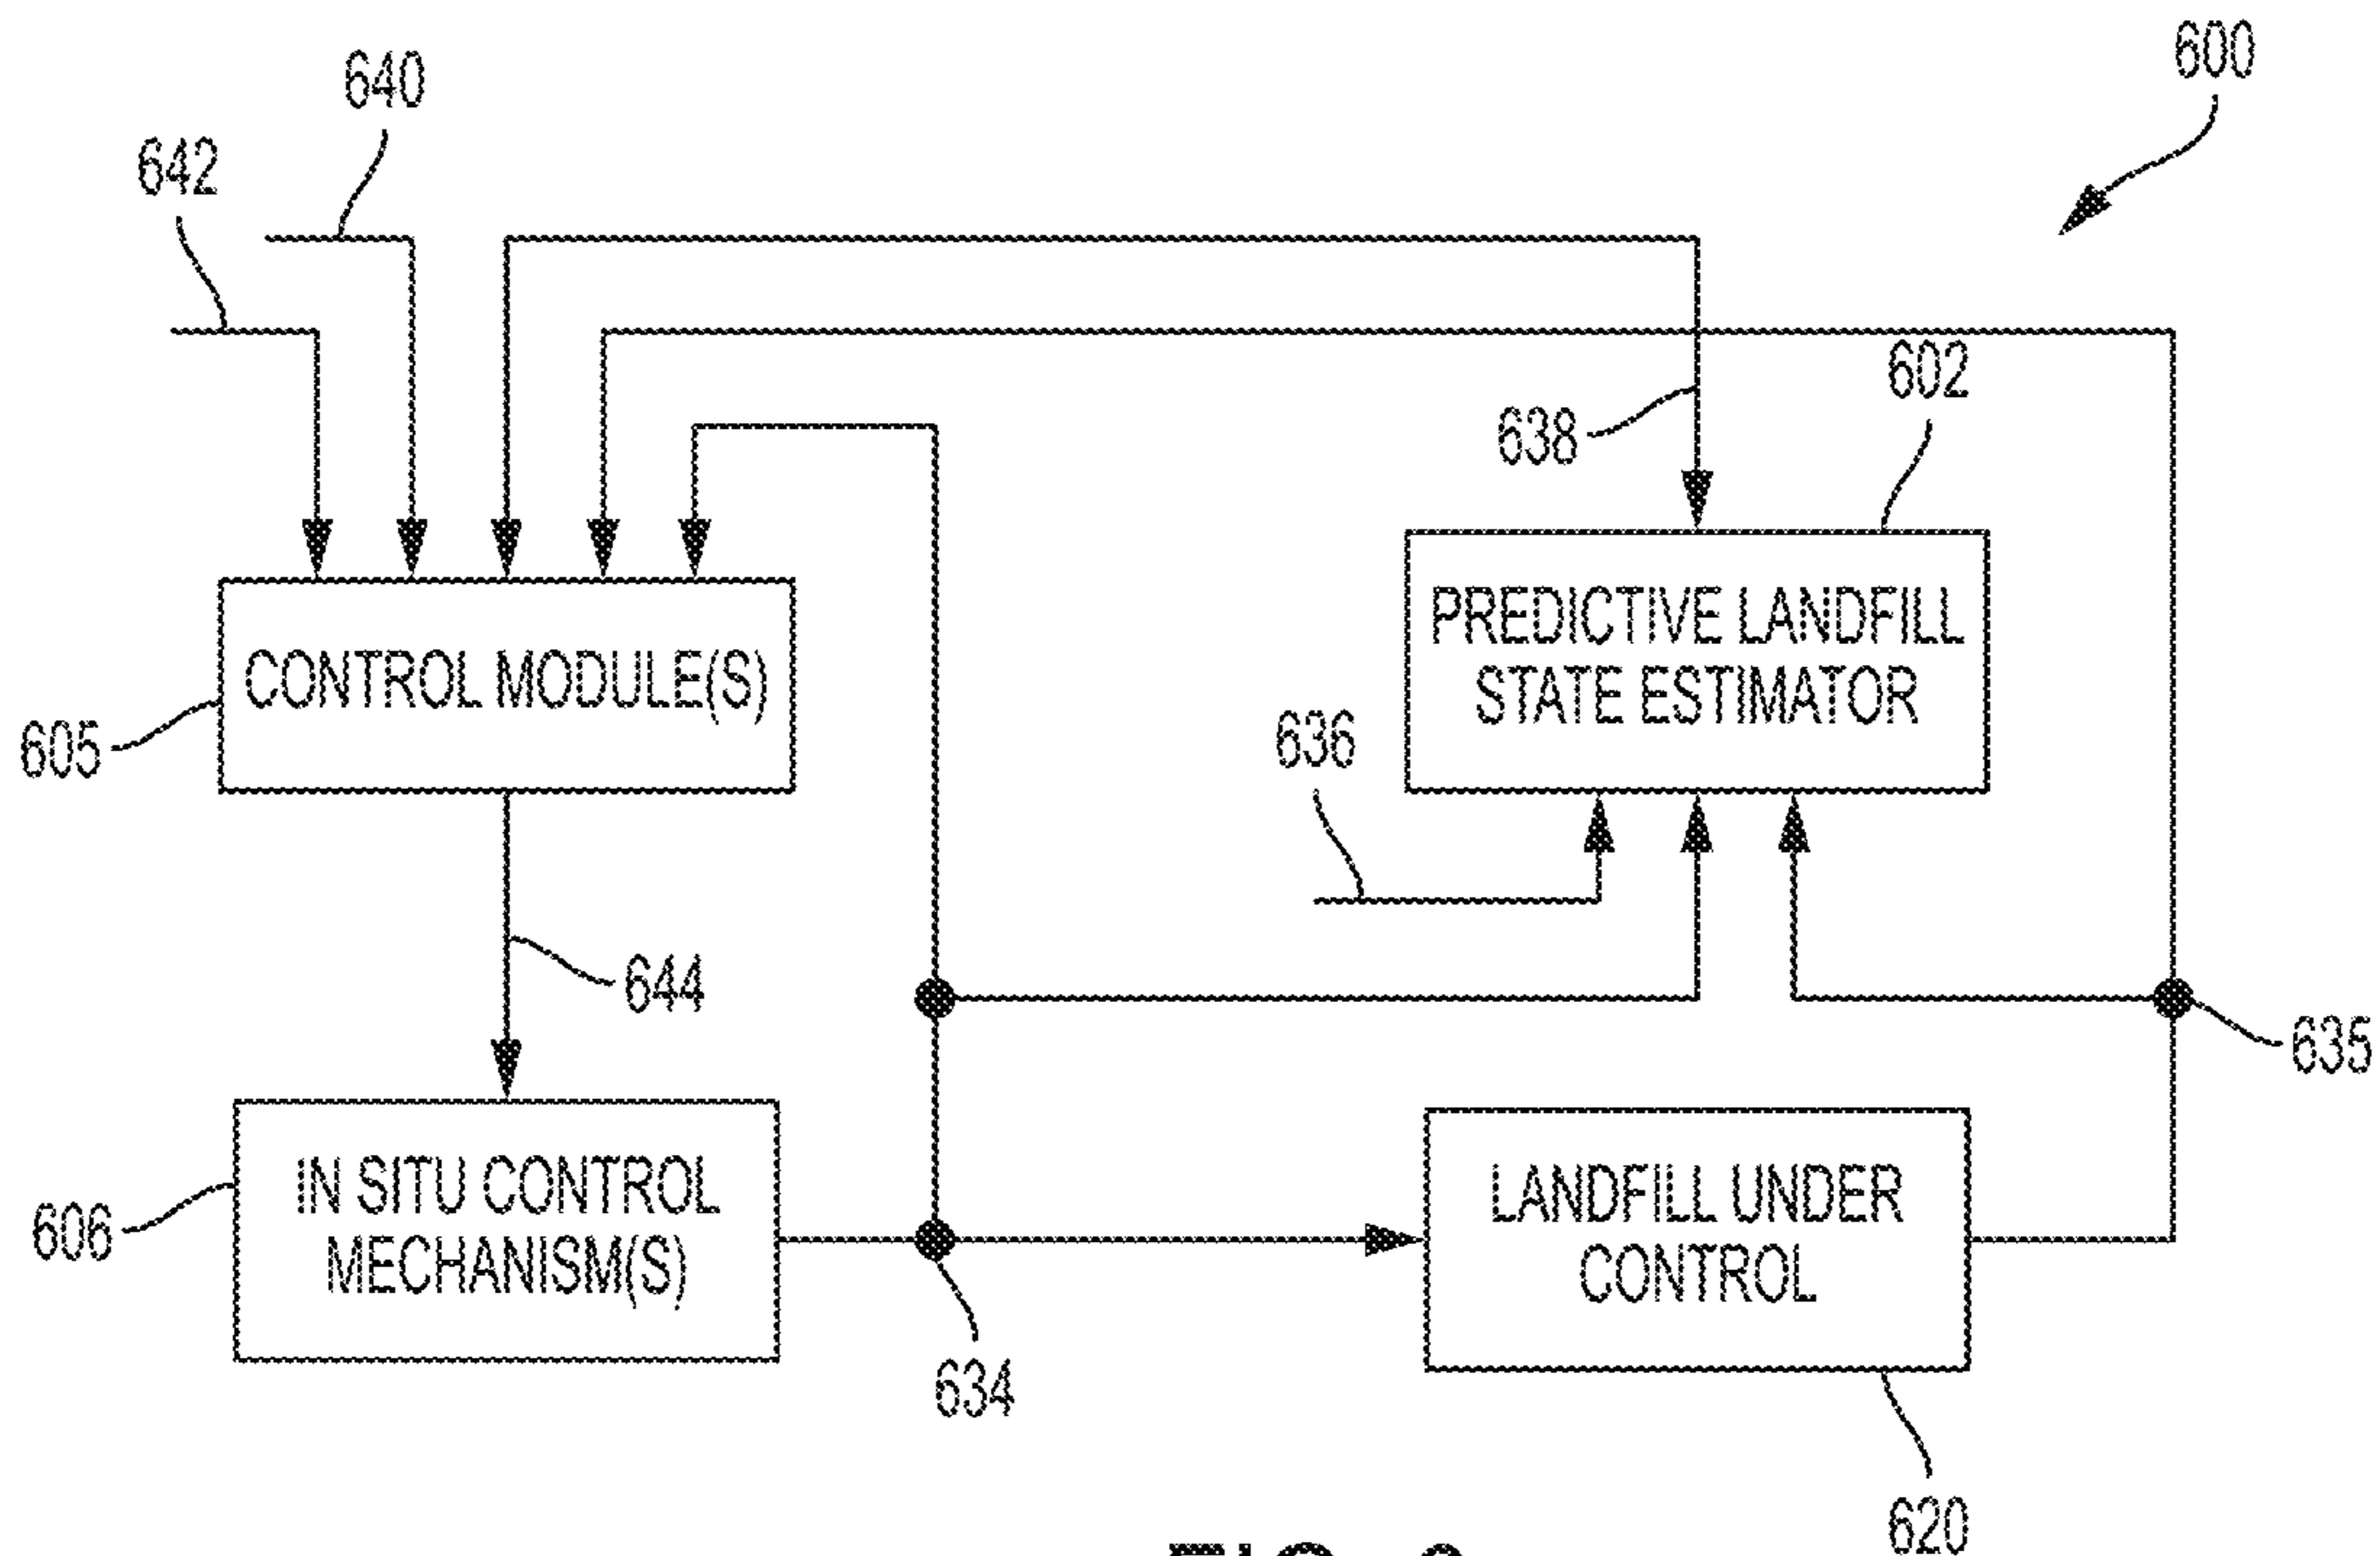 600
640
642
602
638
CONTROL MODULE(S)
PREDICTIVE LANDFILL
STATE ESTIMATOR
605
636
644
635
IN SITU CONTROL
MECHANISM(S)
606
LANDFILL UNDER
CONTROL
634
620